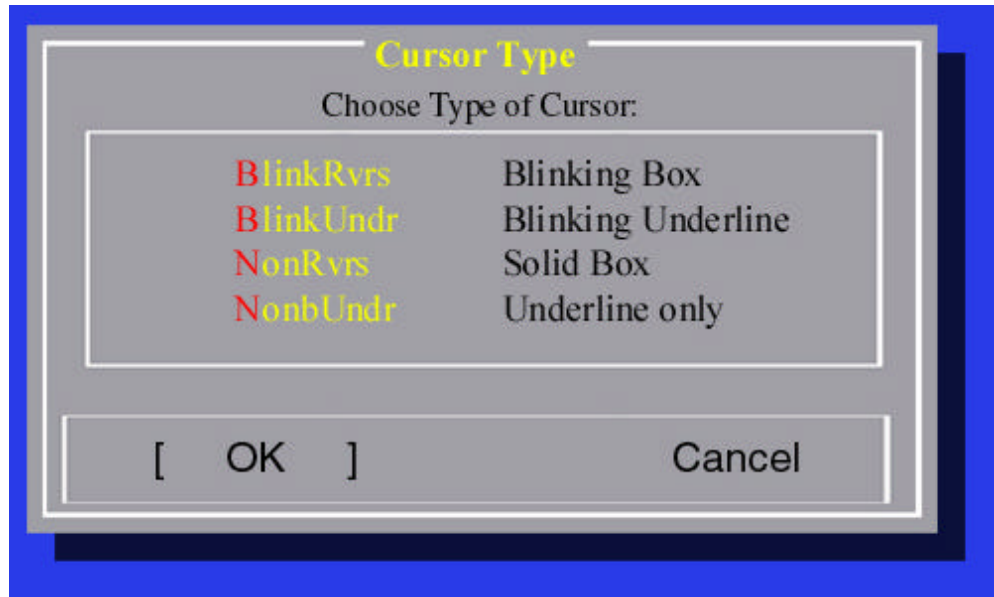 Cursor Type
Choose Type of Cursor:
BlinkRvrs Blinking Box
BlinkUndr Blinking Underline
NonRvrs Solid Box
NonbUndr Underline only
[ OK ] Cancel